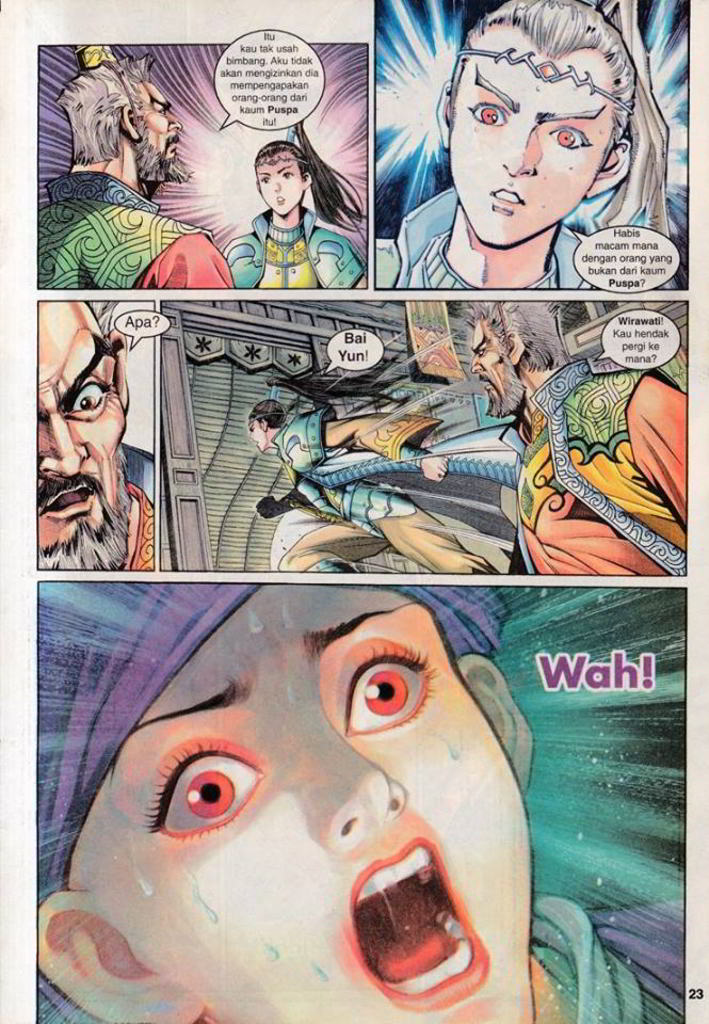 Itu
kau tak usah
bimbang. Aku tidak
akan mengizinkan dia
mempengapakan
orang-orang dari
kaum Puspa
itu!
Habis
macam mana
dengan orang yang
bukan dari kaum
Puspa?
Apa?
Bai
Yun!
Wirawati!
Kau hendak
pergi ke
mana?
Wah!
23